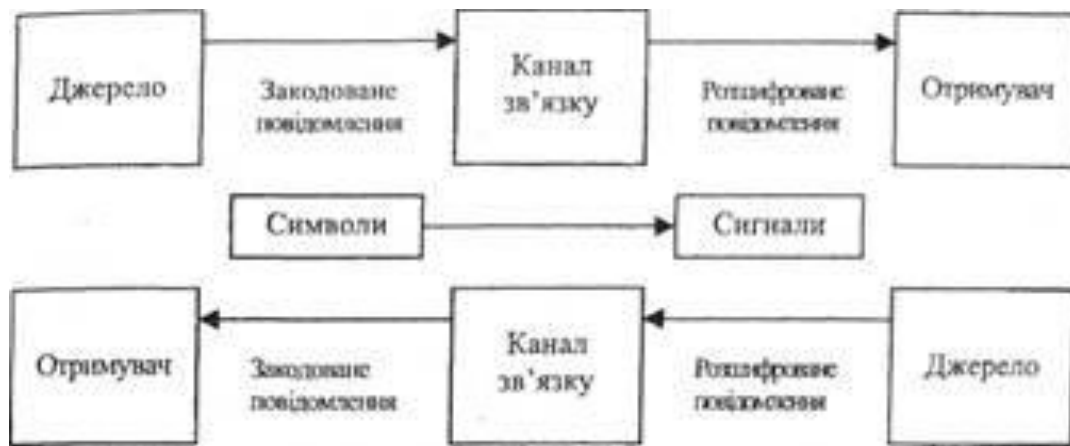 Джерело
Закодоване
повідомлення
Канал
зв'язку
Розшифроване
повідомлення
Отримувач
Символи
Сигнали
Отримувач
Закодоване
повідомлення
Канал
зв'язку
Розшифроване
повідомлення
Джерело